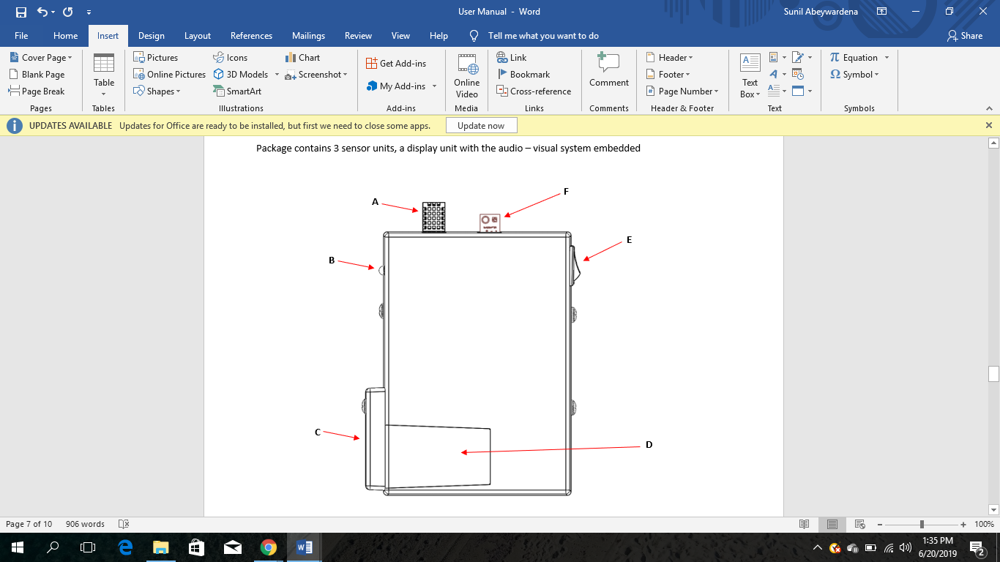 User Manual - Word
Sunil Abeywardena
File Home Insert Design Layout References Mailings Review View Help Tell me what you want to do Share
Cover Page
Blank Page
Page Break
Pages
Table
Tables
Pictures
Online Pictures
Shapes
Icons
3D Models
SmartArt
Chart
Screenshot
Illustrations
Get Add-ins
My Add-ins
Add-ins
Online
Video
Media
Link
Bookmark
Cross-reference
Links
Comment
Comments
Header
Footer
Page Number
Header & Footer
Text
Box
Text
Equation
Symbol
Symbols
UPDATES AVAILABLE Updates for Office are ready to be installed, but first we need to close some apps. Update now
Package contains 3 sensor units, a display unit with the audio – visual system embedded
F
A
E
B
C
D
Page 7 of 10 906 words 100%
1:35 PM
6/20/2019
2